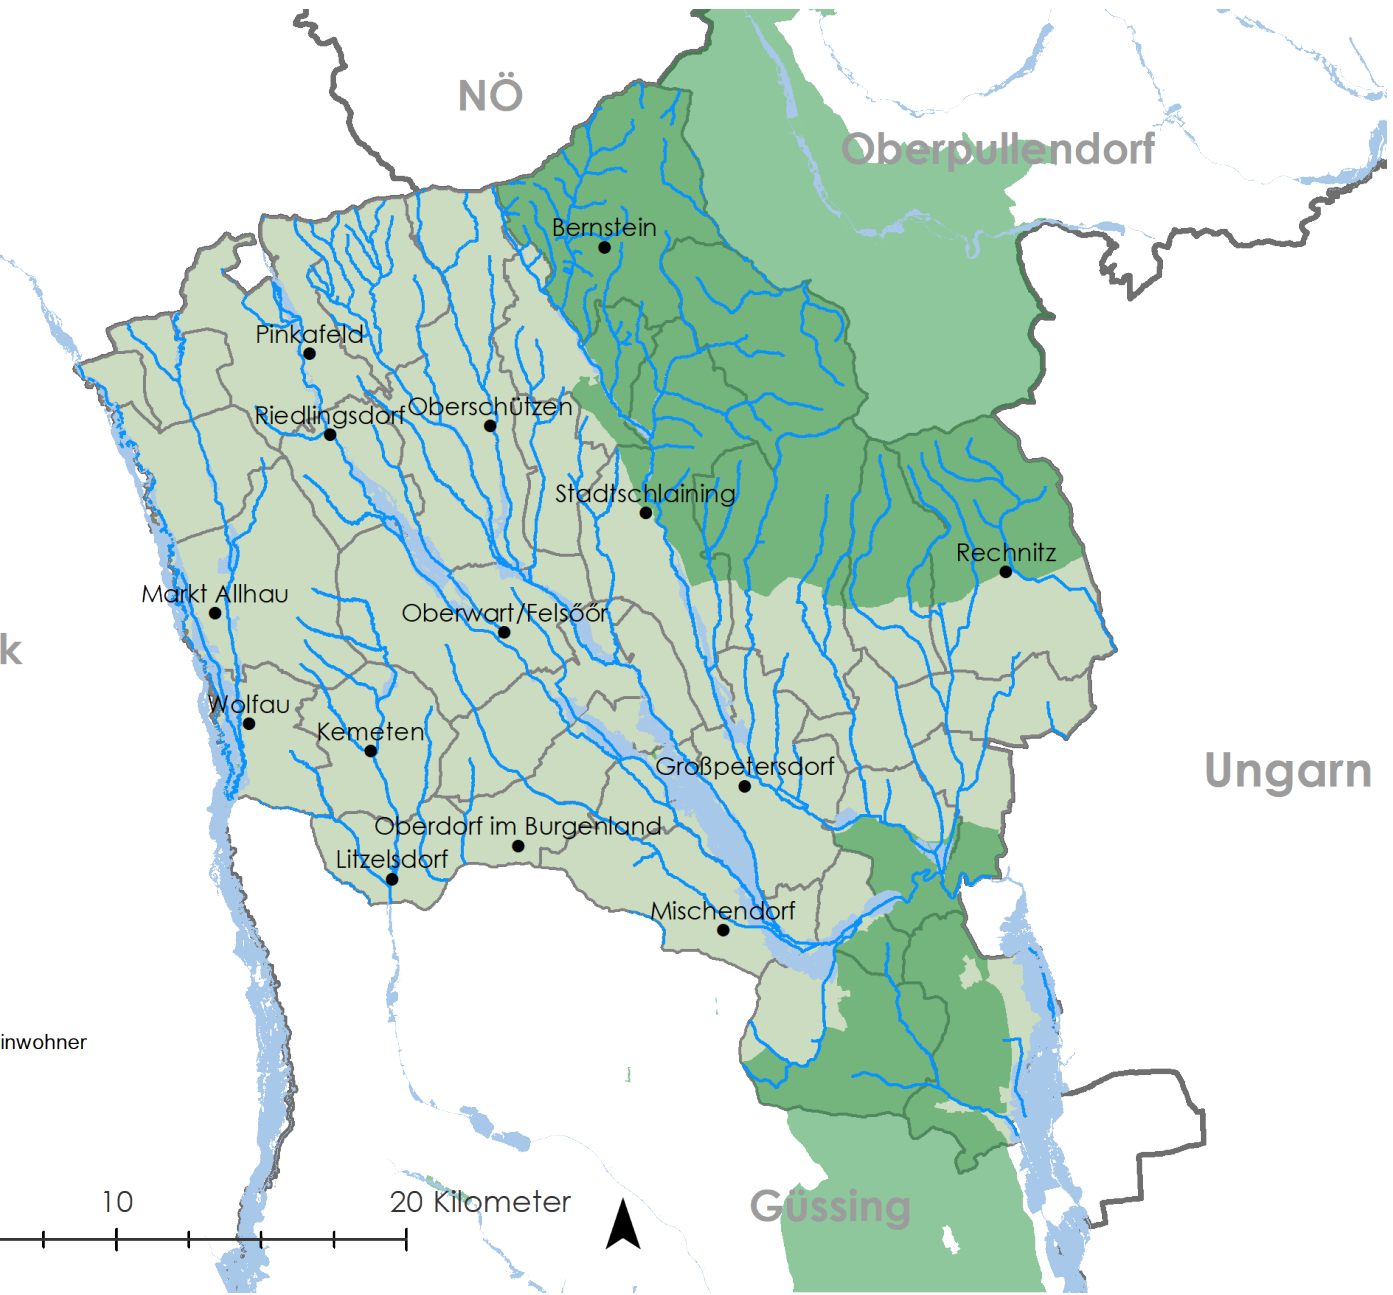 NÖ
Oberpullendorf
Bernstein
Pinkafeld
Riedlingsdorf
Oberschützen
Stadtschlaining
Rechnitz
Markt Allhau
Oberwart/Felsőőr
k
Wolfau
Kemeten
Großpetersdorf
Ungarn
Oberdorf im Burgenland
Litzelsdorf
Mischendorf
inwohner
10
20 Kilometer
Güssing